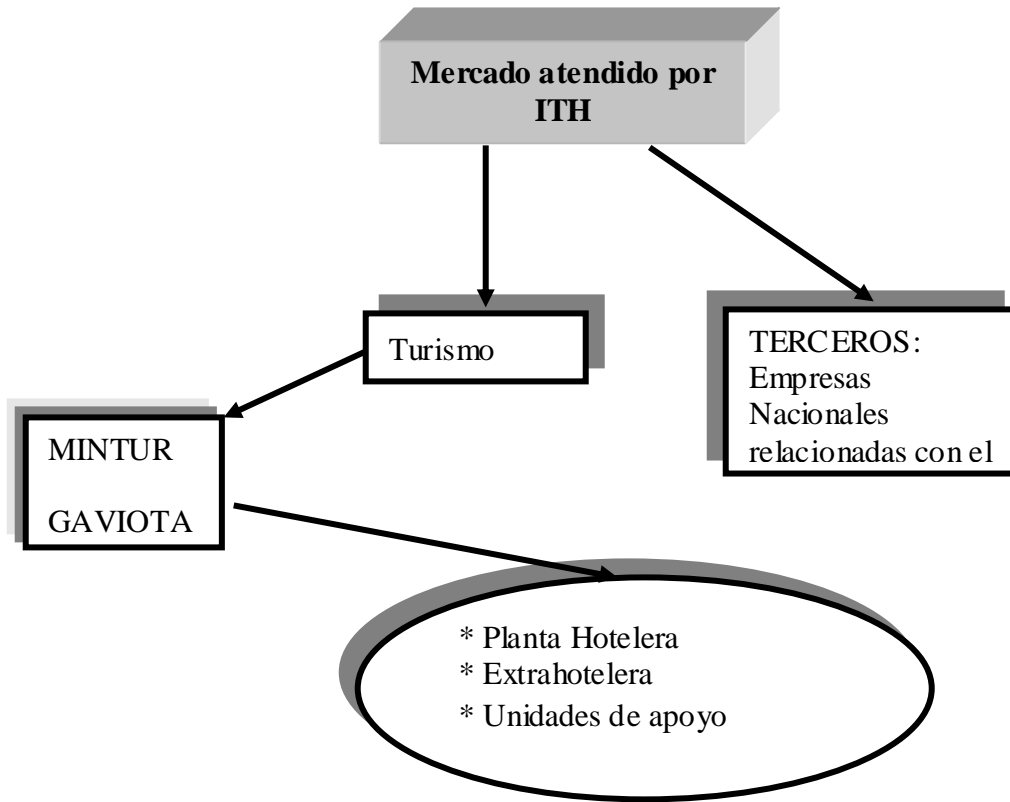 Mercado atendido por
ITH
Turismo
TERCEROS:
Empresas
Nacionales
relacionadas con el
MINTUR
GAVIOTA
* Planta Hotelera
* Extrahotelera
* Unidades de apoyo